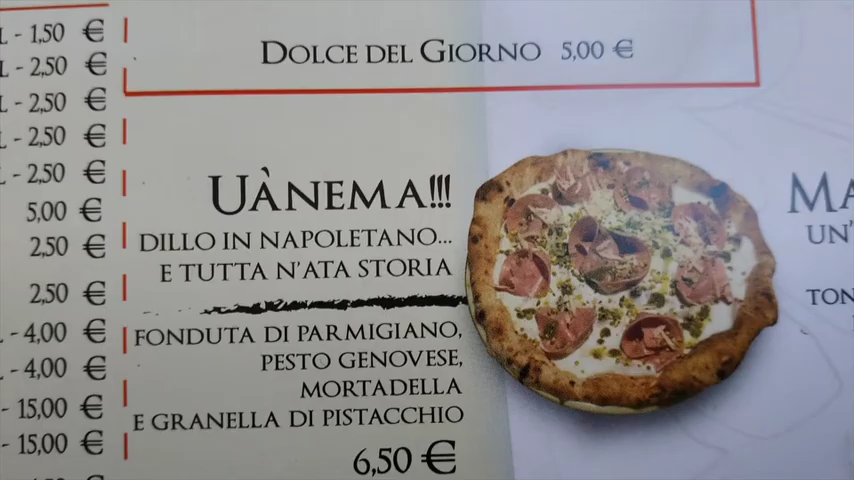 L - 1,50 €
L - 2,50 €
L - 2,50 €
- 2,50 €
- 2,50 €
5,00 €
2,50 €
2,50 €
- 4,00 €
- 4,00 €
- 15,00 €
- 15,00 €
DOLCE DEL GIORNO 5,00 €
UÀNEMA!!!
DILLO IN NAPOLETANO...
E TUTTA N'ATA STORIA
FONDUTA DI PARMIGIANO,
PESTO GENOVESE,
MORTADELLA
E GRANELLA DI PISTACCHIO
6,50 €
MA
UN'
TON